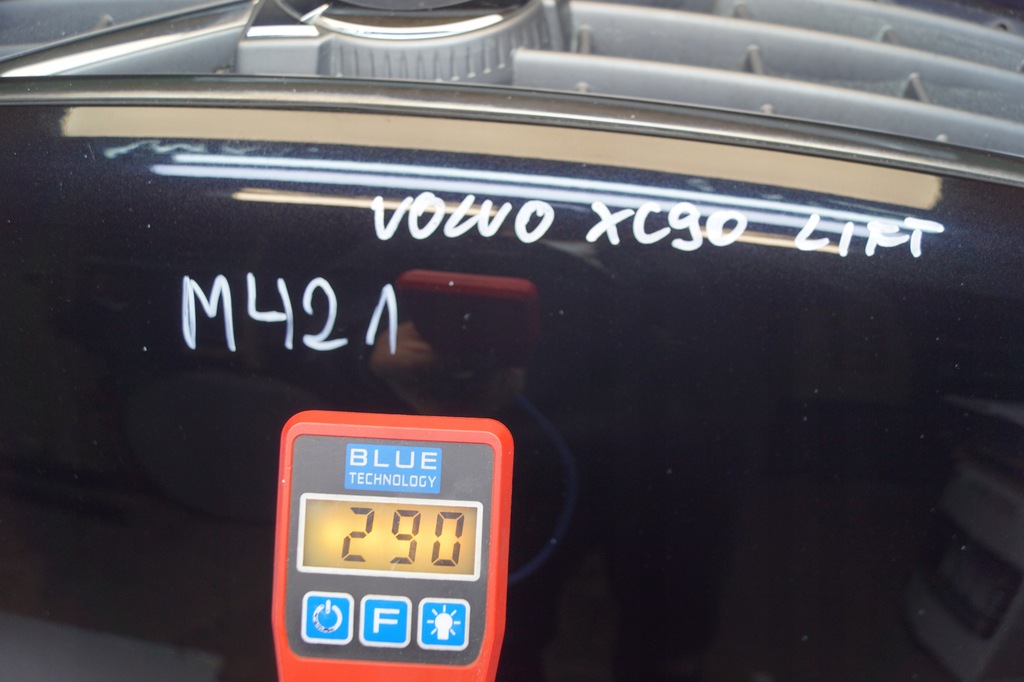 VOLVO XC90 LIFT
M421
BLUE
TECHNOLOGY
290
F